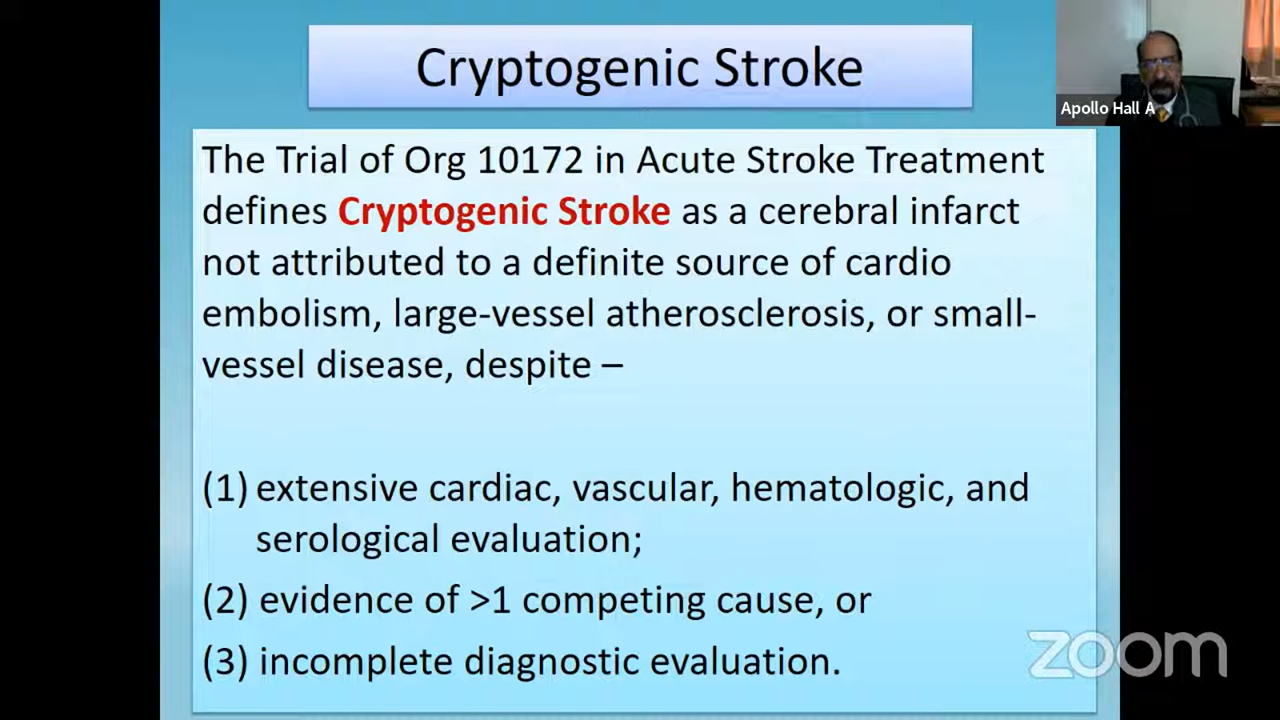 Cryptogenic Stroke
Apollo Hall A
The Trial of Org 10172 in Acute Stroke Treatment
defines Cryptogenic Stroke as a cerebral infarct
not attributed to a definite source of cardio
embolism, large-vessel atherosclerosis, or small-
vessel disease, despite –
(1) extensive cardiac, vascular, hematologic, and
serological evaluation;
(2) evidence of >1 competing cause, or
(3) incomplete diagnostic evaluation.
zoom